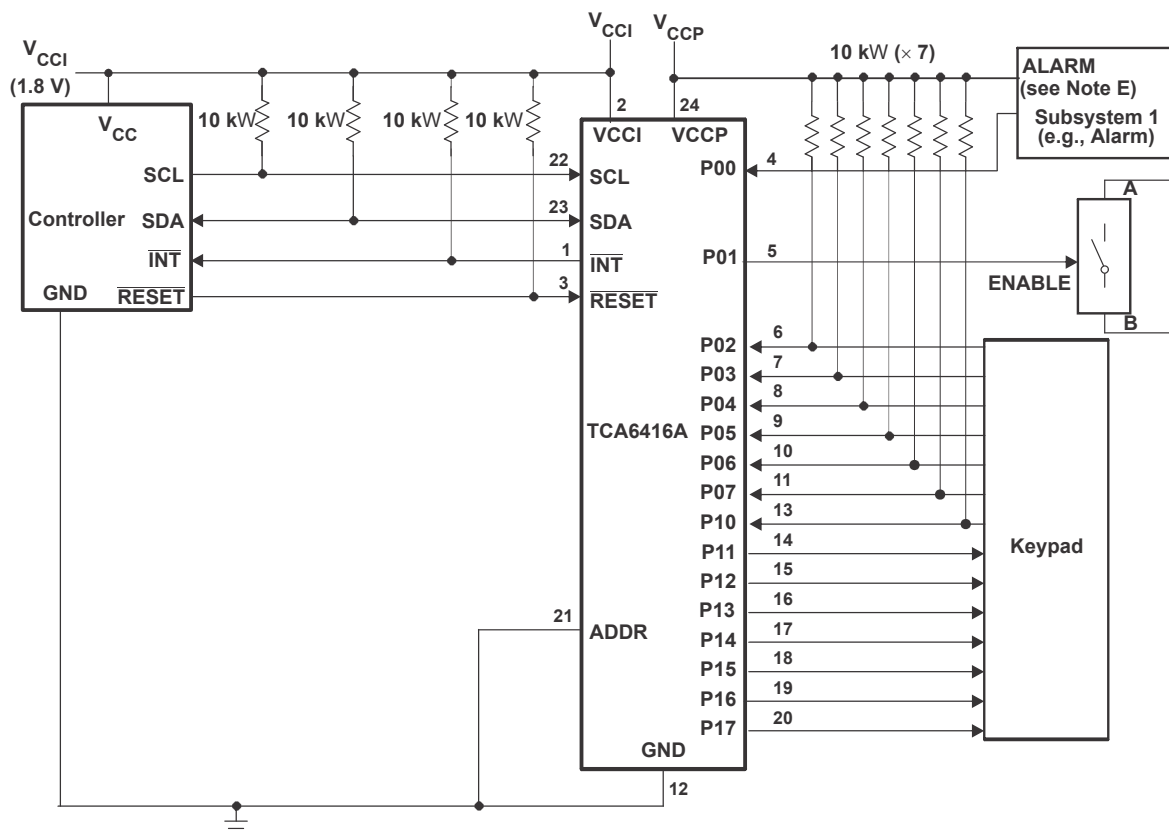 VCCI
(1.8 V)
VCCI
VCCP
10 kW (× 7)
ALARM
(see Note E)
Subsystem 1
(e.g., Alarm)
VCC
10 kW
10 kW
10 kW
10 kW
2
24
VCCI
VCCP
SCL
22
SCL
P00
4
A
Controller
SDA
23
SDA
INT
1
INT
P01
5
ENABLE
GND
RESET
3
RESET
B
P02
6
P03
7
P04
8
TCA6416A
P05
9
P06
10
P07
11
P10
13
Keypad
P11
14
P12
15
P13
16
21
ADDR
P14
17
P15
18
P16
19
P17
20
GND
12